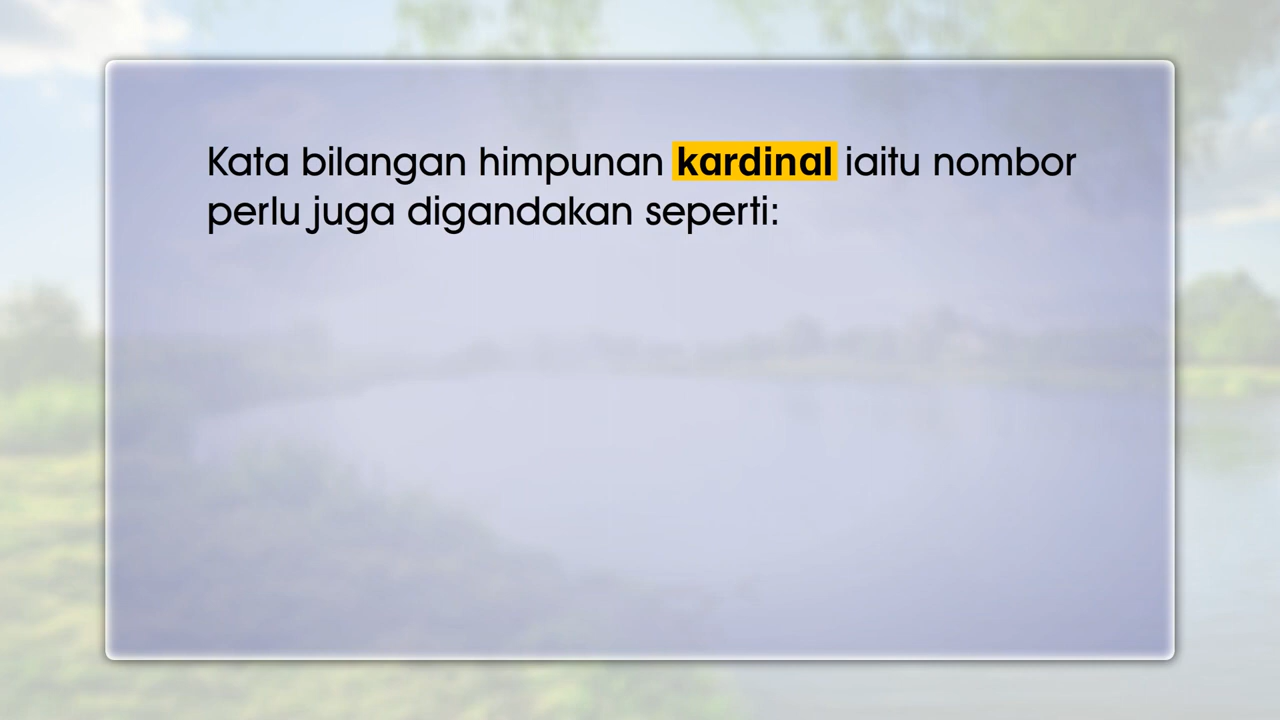 Kata bilangan himpunan kardinal iaitu nombor
perlu juga digandakan seperti: